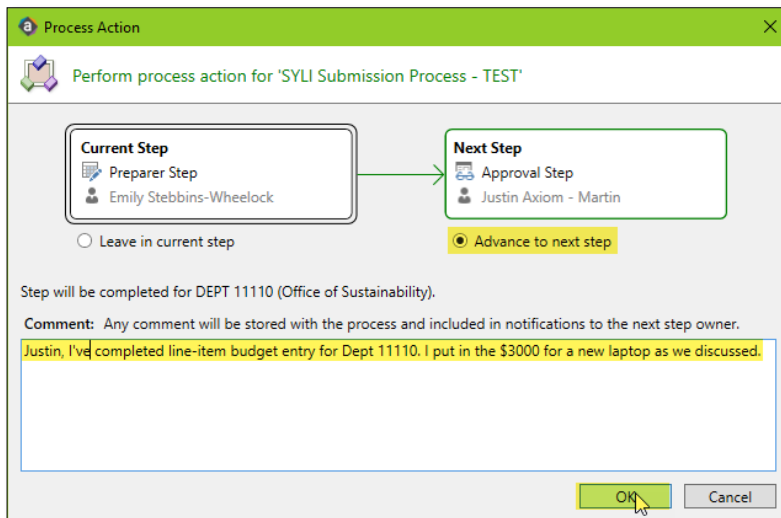 Process Action
Perform process action for 'SYLI Submission Process - TEST'
Current Step
Preparer Step
Emily Stebbins-Wheelock
Next Step
Approval Step
Justin Axiom - Martin
Leave in current step
Advance to next step
Step will be completed for DEPT 11110 (Office of Sustainability).
Comment: Any comment will be stored with the process and included in notifications to the next step owner.
Justin, I've completed line-item budget entry for Dept 11110. I put in the $3000 for a new laptop as we discussed.
OK
Cancel